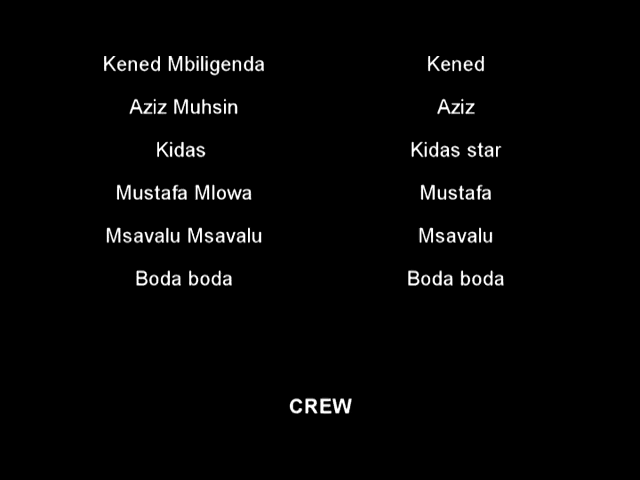 Kened Mbiligenda Kened
Aziz Muhsin Aziz
Kidas Kidas star
Mustafa Mlowa Mustafa
Msavalu Msavalu Msavalu
Boda boda Boda boda
CREW